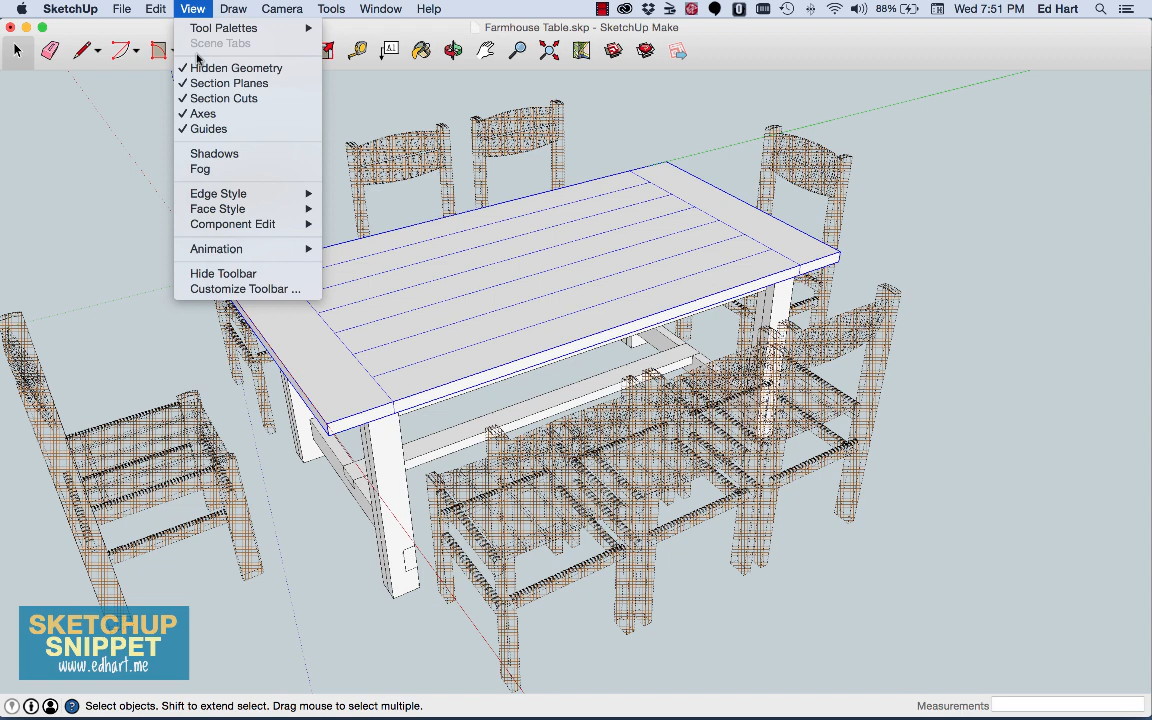 SketchUp File Edit View Draw Camera Tools Window Help 88% Wed 7:51 PM Ed Hart
Farmhouse Table.skp - SketchUp Make
A1
Tool Palettes
Scene Tabs
✓ Hidden Geometry
✓ Section Planes
✓ Section Cuts
✓ Axes
✓ Guides
Shadows
Fog
Edge Style
Face Style
Component Edit
Animation
Hide Toolbar
Customize Toolbar ...
SKETCHUP
SNIPPET
www.edhart.me
Select objects. Shift to extend select. Drag mouse to select multiple.
Measurements